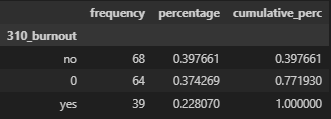 frequency percentage cumulative_perc
310_burnout
no 68 0.397661 0.397661
0 64 0.374269 0.771930
yes 39 0.228070 1.000000